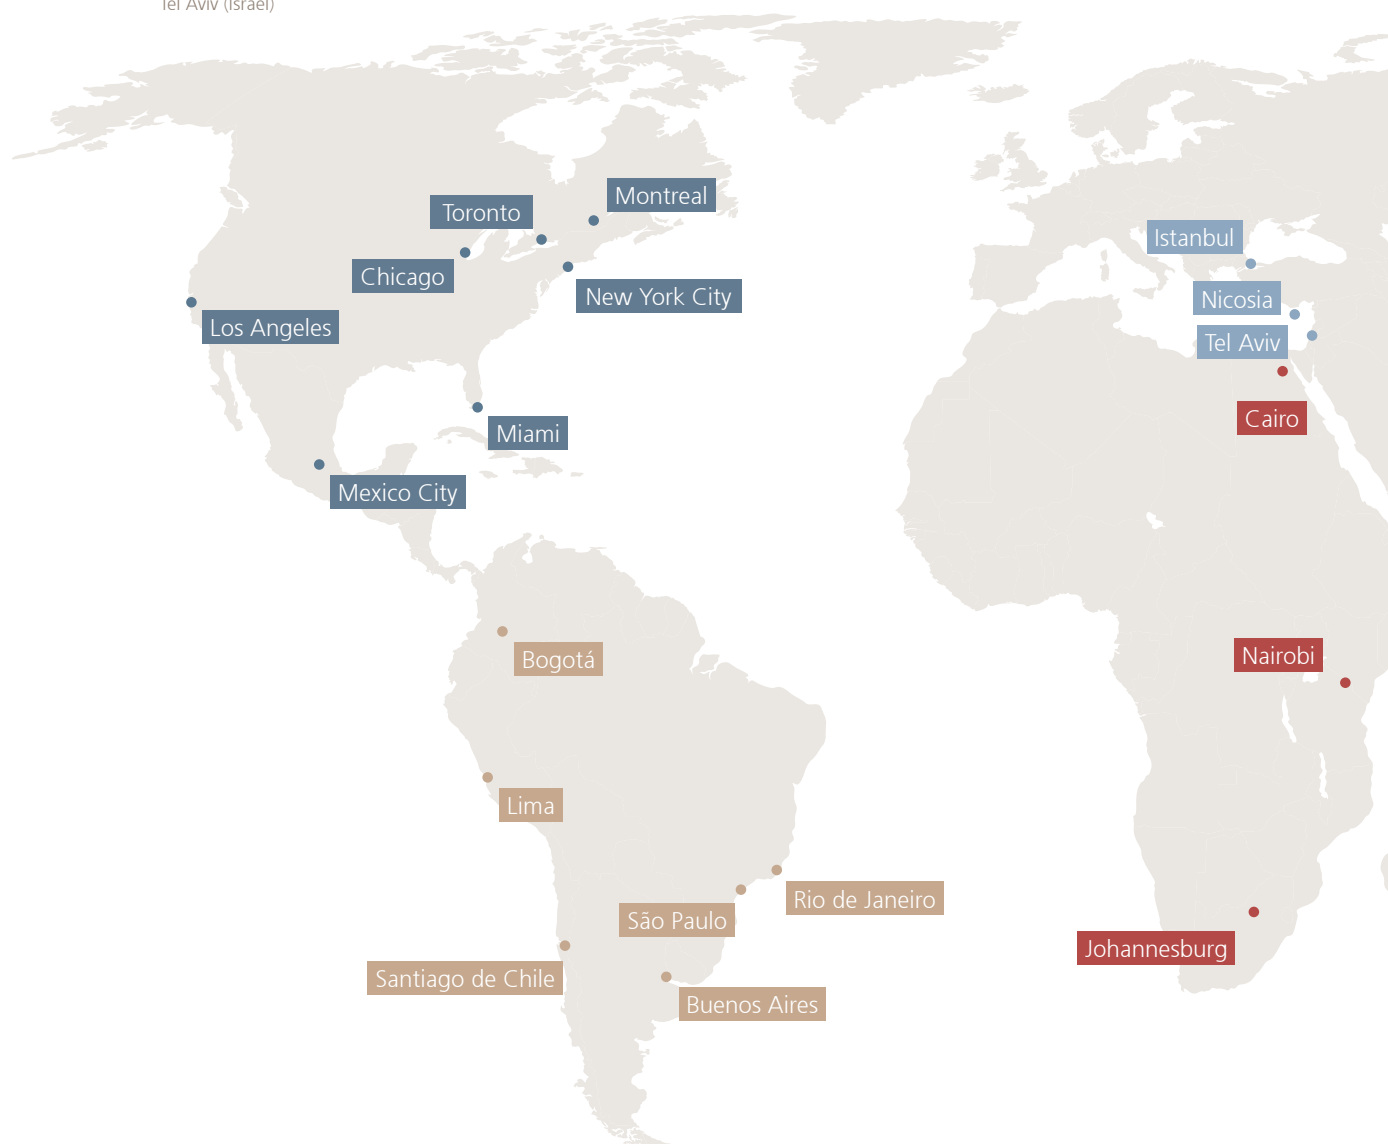 Tel Aviv (Israel)
Montreal
Toronto
Istanbul
Chicago
New York City
Nicosia
Los Angeles
Tel Aviv
Cairo
Miami
Mexico City
Nairobi
Bogotá
Lima
Rio de Janeiro
São Paulo
Johannesburg
Santiago de Chile
Buenos Aires